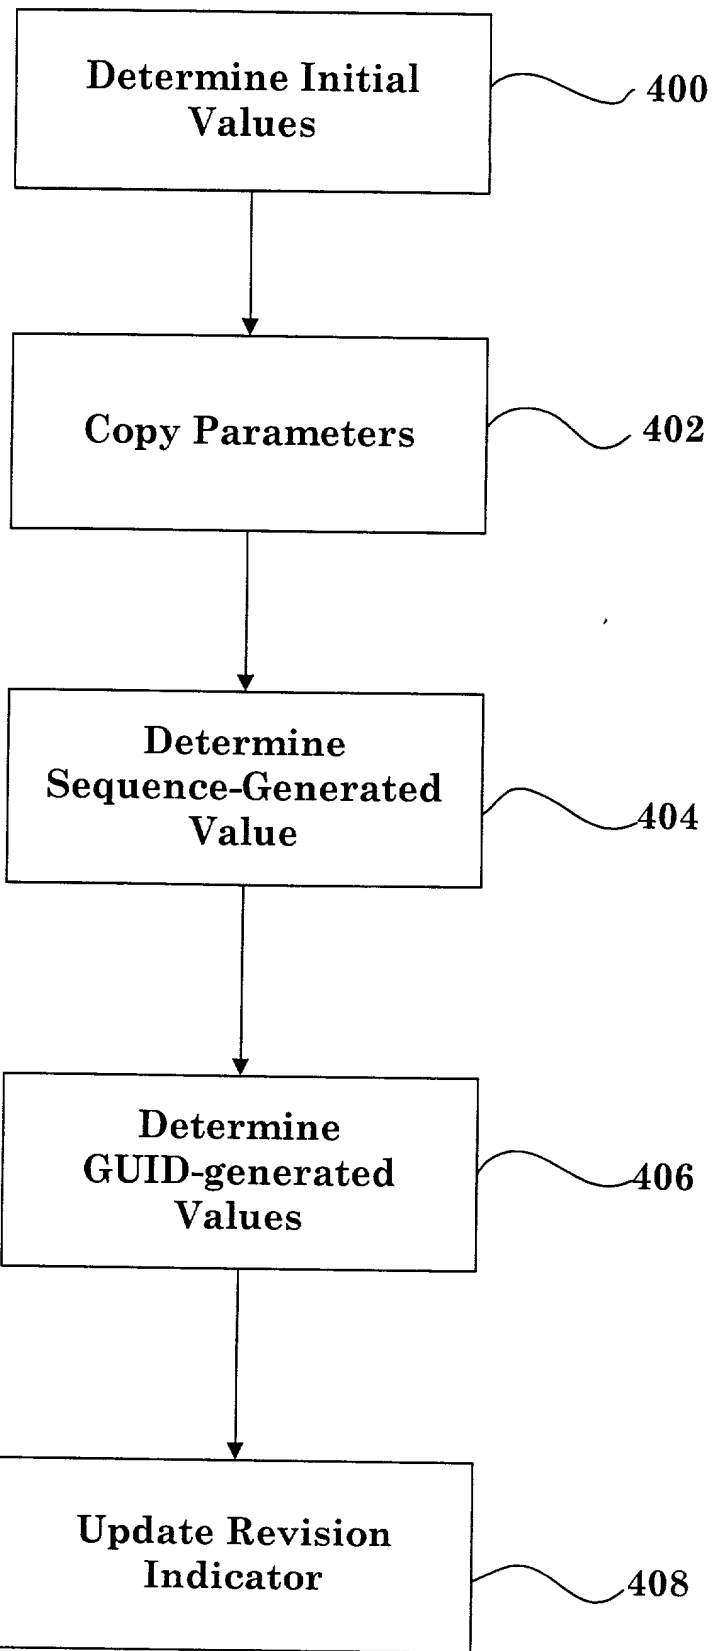 Determine Initial
Values
400
Copy Parameters
402
Determine
Sequence-Generated
Value
404
Determine
GUID-generated
Values
406
Update Revision
Indicator
408